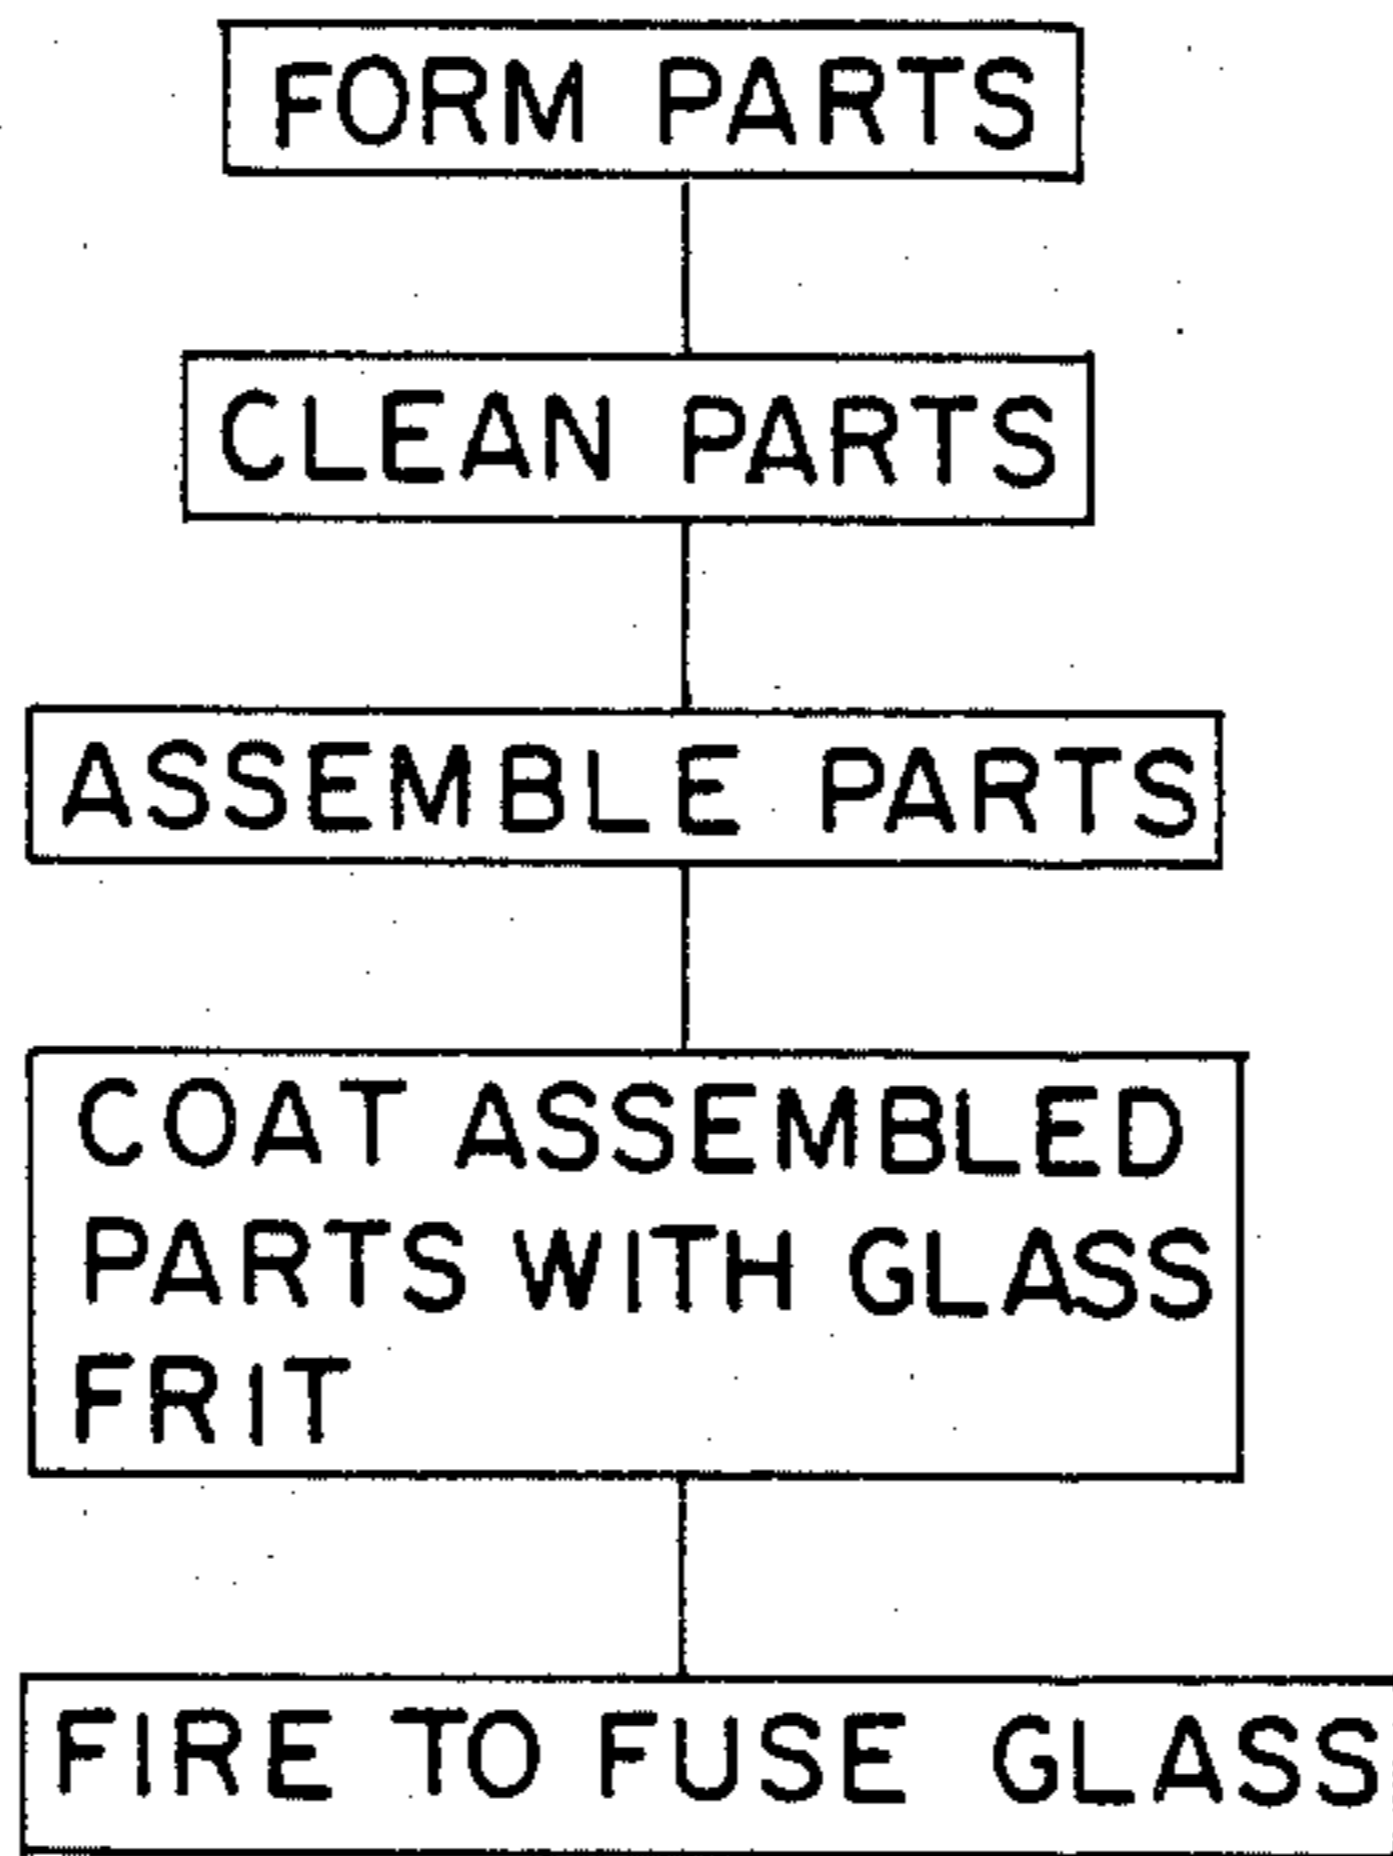 FORM PARTS
CLEAN PARTS
ASSEMBLE PARTS
COAT ASSEMBLED
PARTS WITH GLASS
FRIT
FIRE TO FUSE GLASS